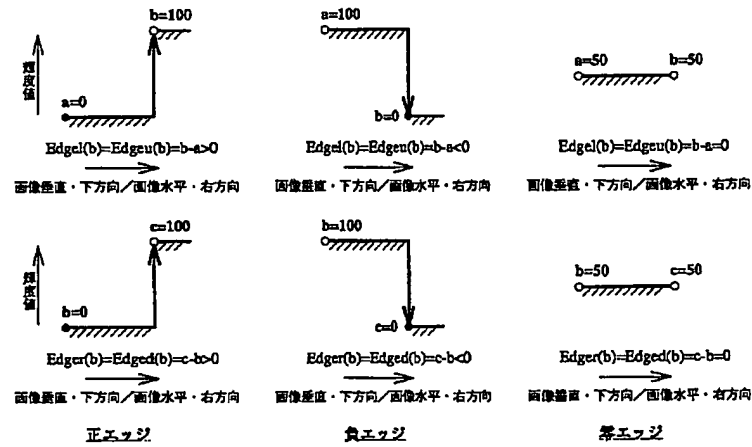 b=100
a=100
輝度値
a=0
a=50
b=50
b=0
Edgel(b)=Edgeu(b)=b-a>0
Edgel(b)=Edgeu(b)=b-a<0
Edgel(b)=Edgeu(b)=b-a=0
画像垂直・下方向／画像水平・右方向
画像垂直・下方向／画像水平・右方向
画像垂直・下方向／画像水平・右方向
c=100
b=100
輝度値
b=0
b=50
c=50
c=0
Edger(b)=Edged(b)=c-b>0
Edger(b)=Edged(b)=c-b<0
Edger(b)=Edged(b)=c-b=0
画像垂直・下方向／画像水平・右方向
画像垂直・下方向／画像水平・右方向
画像垂直・下方向／画像水平・右方向
正エッジ
負エッジ
零エッジ